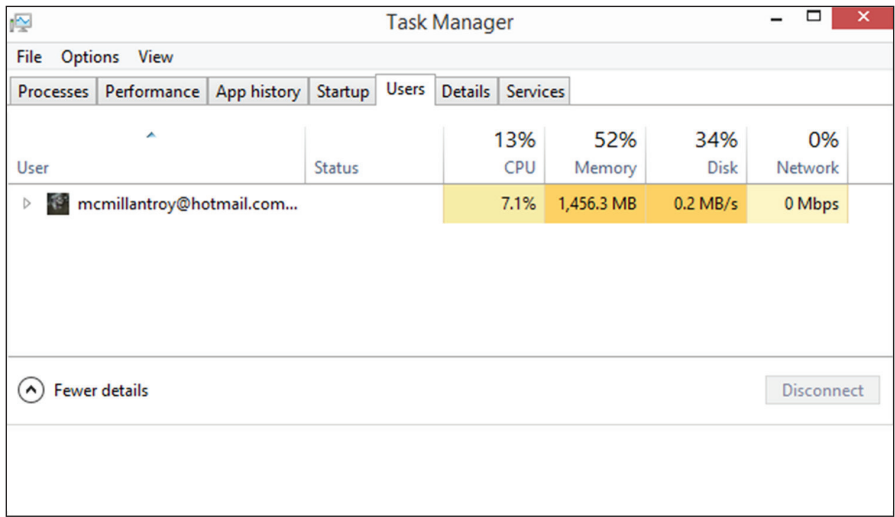 Task Manager
File Options View
Processes Performance App history Startup Users Details Services
13% 52% 34% 0%
User Status CPU Memory Disk Network
mcmillantroy@hotmail.com... 7.1% 1,456.3 MB 0.2 MB/s 0 Mbps
Fewer details Disconnect